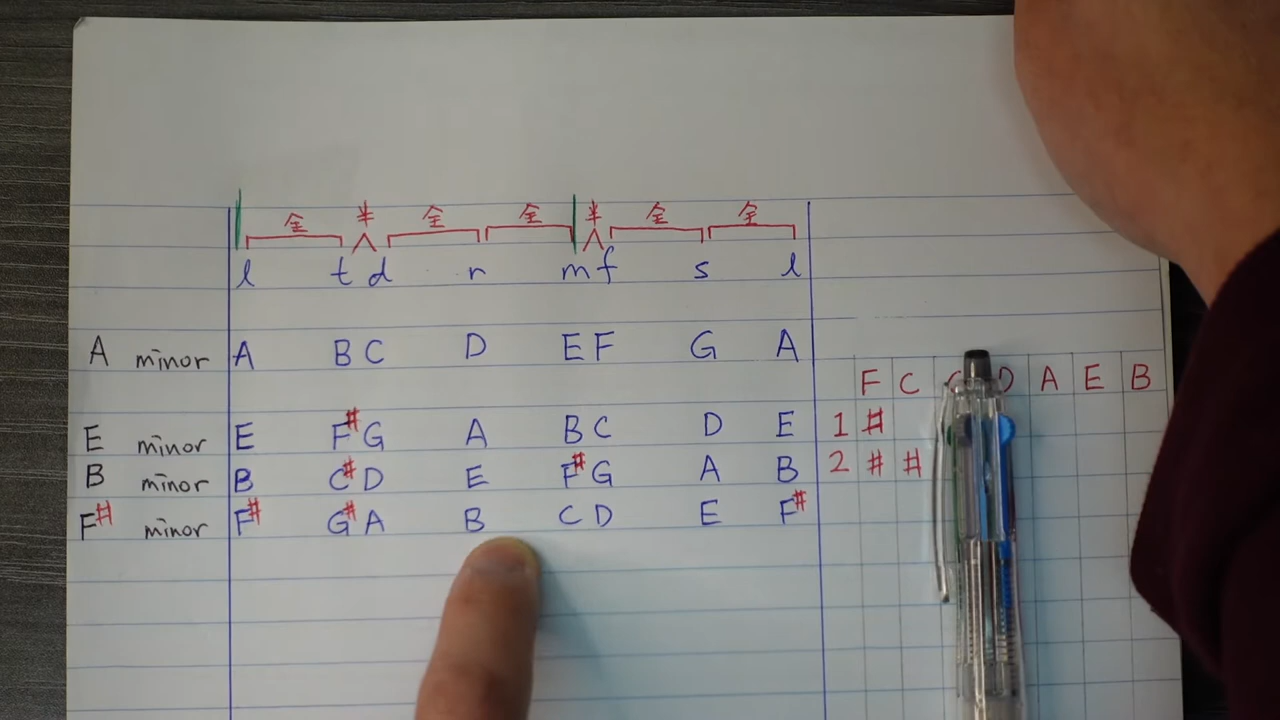 全 半 全 全 半 全 全
l t d r m f s l
A minor A B C D E F G A
F C D A E B
E minor E F# G A B C D E 1 #
B minor B C# D E F# G A B 2 # #
F# minor F# G# A B C D E F#